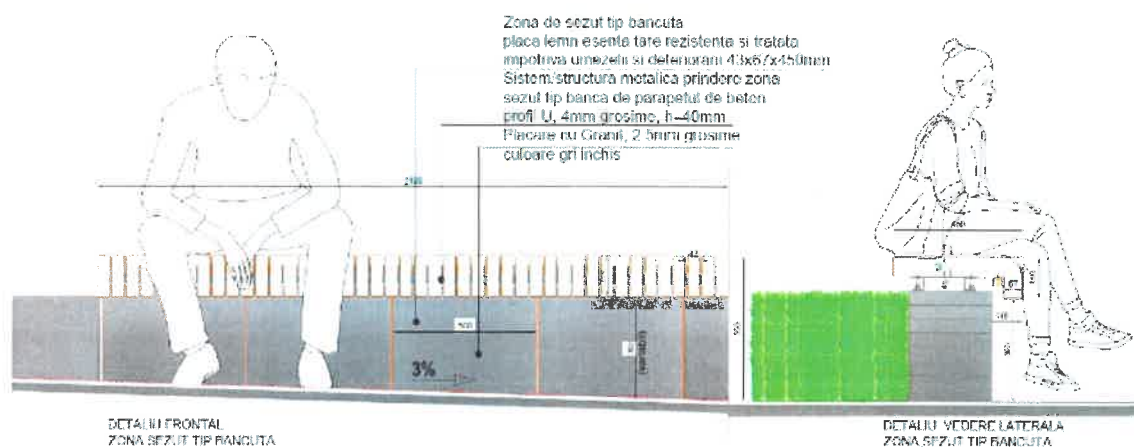 Zona de sezut tip bancuta
placa lemn esenta tare rezistenta si tratata
impotriva umezelii si deteriorarii 43x67x450mm
Sistem/structura metalica prindere zona
sezut tip banca de parapetul de beton
profil U, 4mm grosime, h=40mm
Placare cu Granit, 2.5mm grosime
culoare gri inchis
450
500
3%
DETALIU FRONTAL
ZONA SEZUT TIP BANCUTA
DETALIU VEDERE LATERALA
ZONA SEZUT TIP BANCUTA